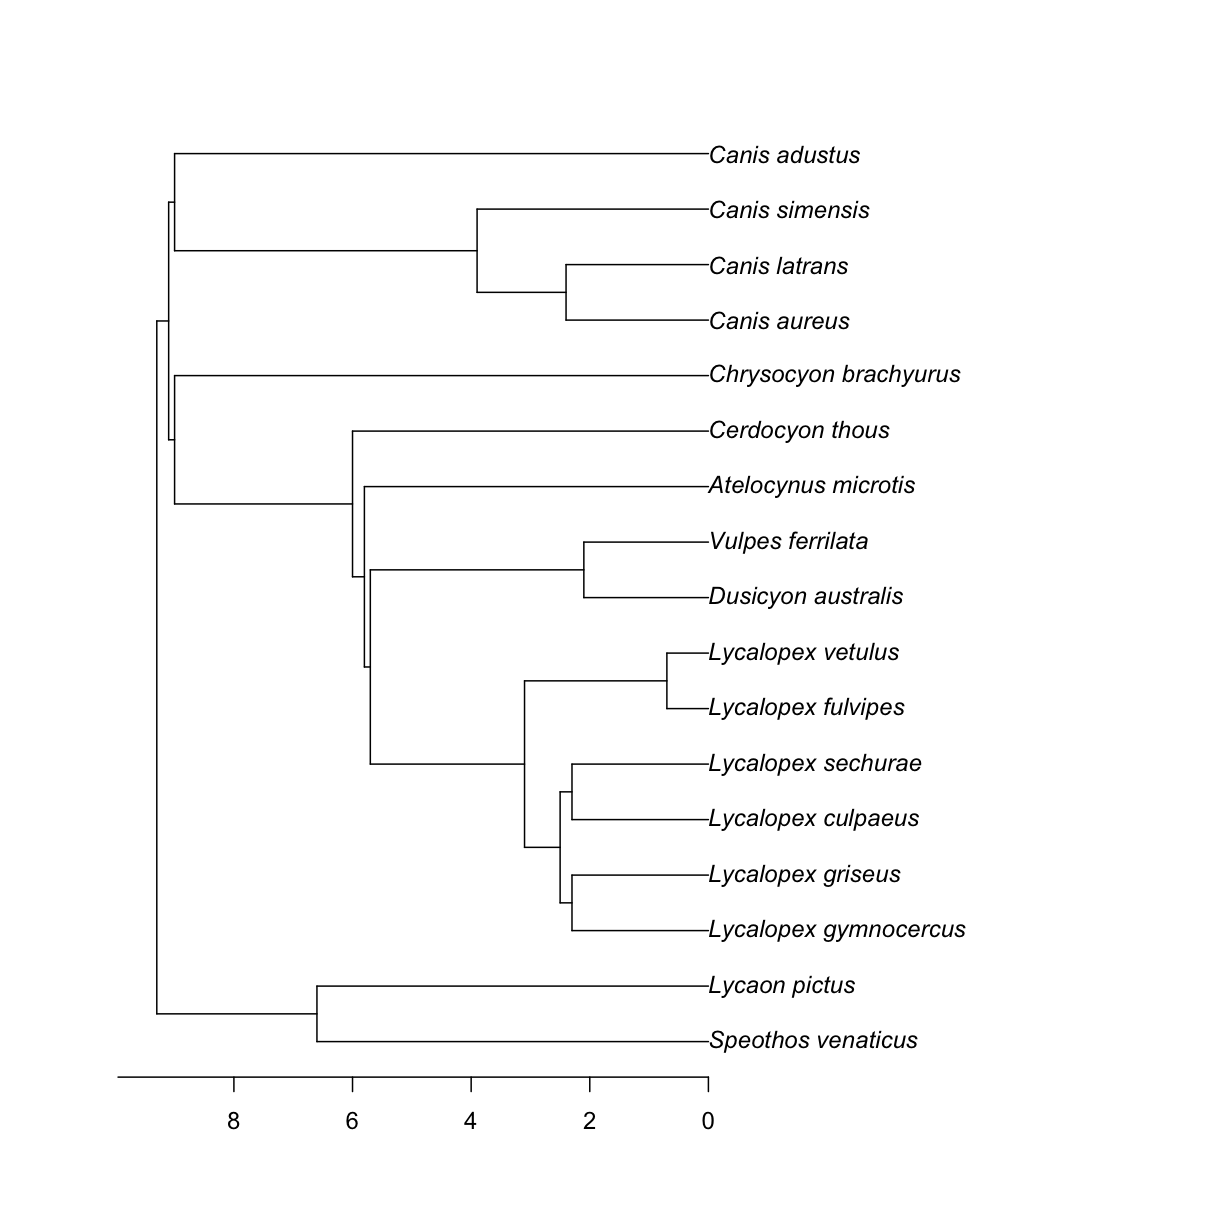 Canis adustus
Canis simensis
Canis latrans
Canis aureus
Chrysocyon brachyurus
Cerdocyon thous
Atelocynus microtis
Vulpes ferrilata
Dusicyon australis
Lycalopex vetulus
Lycalopex fulvipes
Lycalopex sechurae
Lycalopex culpaeus
Lycalopex griseus
Lycalopex gymnocercus
Lycaon pictus
Speothos venaticus
8 6 4 2 0